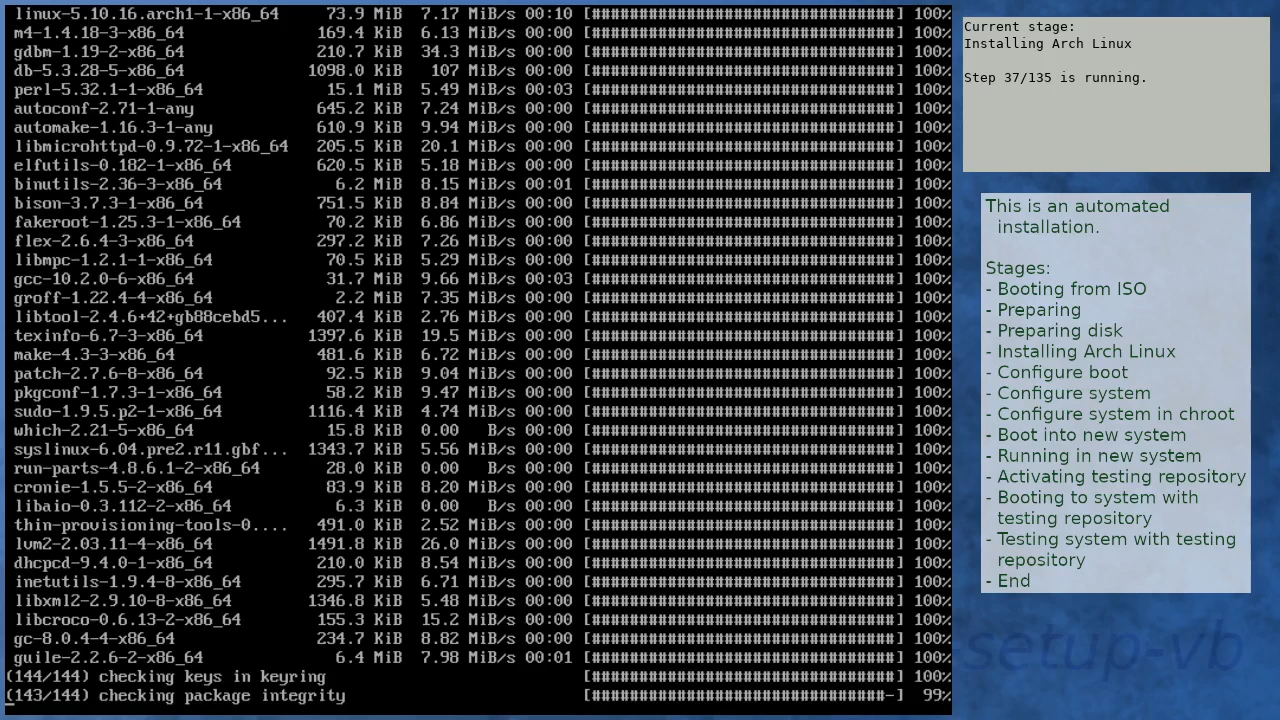 linux-5.10.16.arch1-1-x86_64 73.9 MiB 7.17 MiB/s 00:10 [################################] 100%
m4-1.4.18-3-x86_64 169.4 KiB 6.13 MiB/s 00:00 [################################] 100%
gdbm-1.19-2-x86_64 210.7 KiB 34.3 MiB/s 00:00 [################################] 100%
db-5.3.28-5-x86_64 1098.0 KiB 107 MiB/s 00:00 [################################] 100%
perl-5.32.1-1-x86_64 15.1 MiB 5.49 MiB/s 00:03 [################################] 100%
autoconf-2.71-1-any 645.2 KiB 7.24 MiB/s 00:00 [################################] 100%
automake-1.16.3-1-any 610.9 KiB 9.94 MiB/s 00:00 [################################] 100%
libmicrohttpd-0.9.72-1-x86_64 205.5 KiB 20.1 MiB/s 00:00 [################################] 100%
elfutils-0.182-1-x86_64 620.5 KiB 5.18 MiB/s 00:00 [################################] 100%
binutils-2.36-3-x86_64 6.2 MiB 8.15 MiB/s 00:01 [################################] 100%
bison-3.7.3-1-x86_64 751.5 KiB 8.84 MiB/s 00:00 [################################] 100%
fakeroot-1.25.3-1-x86_64 70.2 KiB 6.86 MiB/s 00:00 [################################] 100%
flex-2.6.4-3-x86_64 297.2 KiB 7.26 MiB/s 00:00 [################################] 100%
libmpc-1.2.1-1-x86_64 70.5 KiB 5.29 MiB/s 00:00 [################################] 100%
gcc-10.2.0-6-x86_64 31.7 MiB 9.66 MiB/s 00:03 [################################] 100%
groff-1.22.4-4-x86_64 2.2 MiB 7.35 MiB/s 00:00 [################################] 100%
libtool-2.4.6+42+gb88cebd5... 407.4 KiB 2.76 MiB/s 00:00 [################################] 100%
texinfo-6.7-3-x86_64 1397.6 KiB 19.5 MiB/s 00:00 [################################] 100%
make-4.3-3-x86_64 481.6 KiB 6.72 MiB/s 00:00 [################################] 100%
patch-2.7.6-8-x86_64 92.5 KiB 9.04 MiB/s 00:00 [################################] 100%
pkgconf-1.7.3-1-x86_64 58.2 KiB 9.47 MiB/s 00:00 [################################] 100%
sudo-1.9.5.p2-1-x86_64 1116.4 KiB 4.74 MiB/s 00:00 [################################] 100%
which-2.21-5-x86_64 15.8 KiB 0.00 B/s 00:00 [################################] 100%
syslinux-6.04.pre2.r11.gbf... 1343.7 KiB 5.56 MiB/s 00:00 [################################] 100%
run-parts-4.8.6.1-2-x86_64 28.0 KiB 0.00 B/s 00:00 [################################] 100%
cronie-1.5.5-2-x86_64 83.9 KiB 8.20 MiB/s 00:00 [################################] 100%
libaio-0.3.112-2-x86_64 6.3 KiB 0.00 B/s 00:00 [################################] 100%
thin-provisioning-tools-0.... 491.0 KiB 2.52 MiB/s 00:00 [################################] 100%
lvm2-2.03.11-4-x86_64 1491.8 KiB 26.0 MiB/s 00:00 [################################] 100%
dhcpcd-9.4.0-1-x86_64 210.0 KiB 8.54 MiB/s 00:00 [################################] 100%
inetutils-1.9.4-8-x86_64 295.7 KiB 6.71 MiB/s 00:00 [################################] 100%
libxml2-2.9.10-8-x86_64 1346.8 KiB 5.48 MiB/s 00:00 [################################] 100%
libcroco-0.6.13-2-x86_64 155.3 KiB 15.2 MiB/s 00:00 [################################] 100%
gc-8.0.4-4-x86_64 234.7 KiB 8.82 MiB/s 00:00 [################################] 100%
guile-2.2.6-2-x86_64 6.4 MiB 7.98 MiB/s 00:01 [################################] 100%
(144/144) checking keys in keyring [################################] 100%
(143/144) checking package integrity [###############################-] 99%
Current stage:
Installing Arch Linux
Step 37/135 is running.
This is an automated
installation.
Stages:
- Booting from ISO
- Preparing
- Preparing disk
- Installing Arch Linux
- Configure boot
- Configure system
- Configure system in chroot
- Boot into new system
- Running in new system
- Activating testing repository
- Booting to system with
testing repository
- Testing system with testing
repository
- End
setup-vb